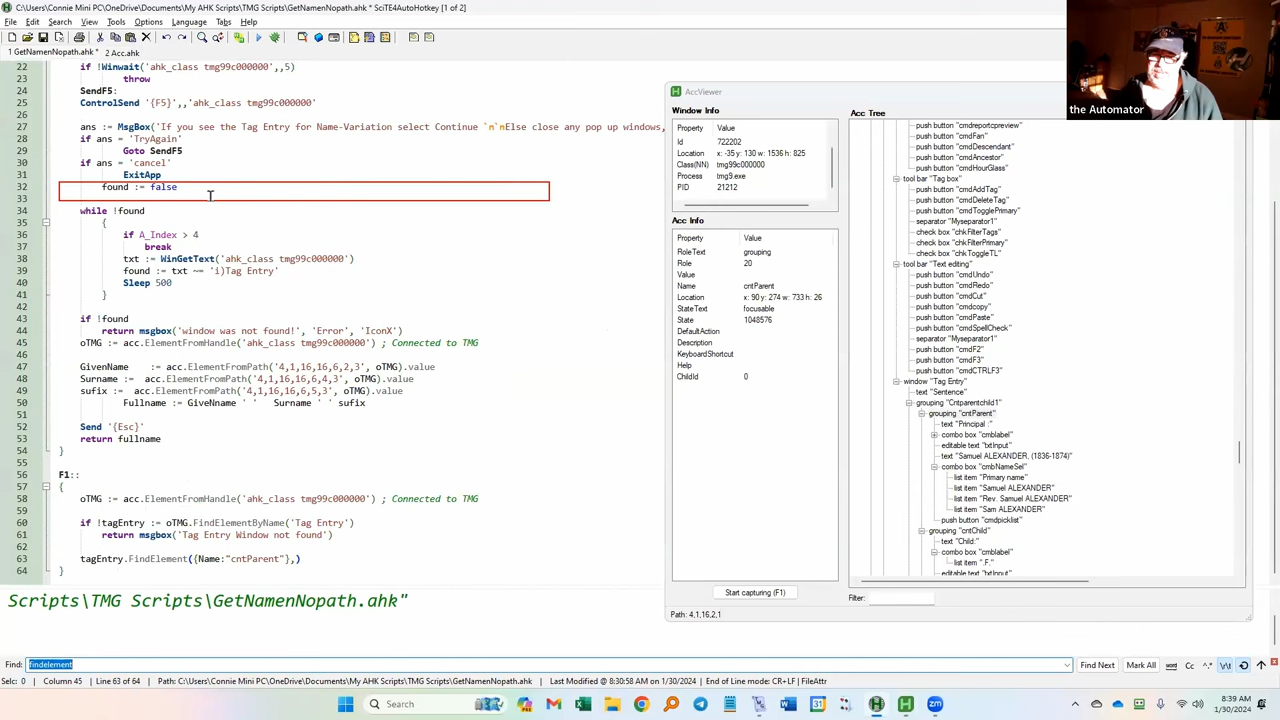 C:\Users\Connie Mini PC\OneDrive\Documents\My AHK Scripts\TMG Scripts\GetNamenNopath.ahk * SciTE4AutoHotkey [1 of 2]
File Edit Search View Tools Options Language Tabs Help
1 GetNamenNopath.ahk * 2 Acc.ahk
22 if !Winwait('ahk_class tmg99c000000',,5)
23 throw
24 SendF5:
25 ControlSend '{F5}',,'ahk_class tmg99c000000'
26
27 ans := MsgBox('If you see the Tag Entry for Name-Variation select Continue `n`nElse close any pop up windows,
28 if ans = 'TryAgain'
29 Goto SendF5
30 if ans = 'cancel'
31 ExitApp
32 found := false
33
34 while !found
35 {
36 if A_Index > 4
37 break
38 txt := WinGetText('ahk_class tmg99c000000')
39 found := txt ~= 'i)Tag Entry'
40 Sleep 500
41 }
42
43 if !found
44 return msgbox('window was not found!', 'Error', 'IconX')
45 oTMG := acc.ElementFromHandle('ahk_class tmg99c000000') ; Connected to TMG
46
47 GivenName := acc.ElementFromPath('4,1,16,16,6,2,3', oTMG).value
48 Surname := acc.ElementFromPath('4,1,16,16,6,4,3', oTMG).value
49 sufix := acc.ElementFromPath('4,1,16,16,6,5,3', oTMG).value
50 Fullname := GiveNname ' ' Surname ' ' sufix
51
52 Send '{Esc}'
53 return fullname
54 }
55
56 F1::
57 {
58 oTMG := acc.ElementFromHandle('ahk_class tmg99c000000') ; Connected to TMG
59
60 if !tagEntry := oTMG.FindElementByName('Tag Entry')
61 return msgbox('Tag Entry Window not found')
62
63 tagEntry.FindElement({Name:"cntParent"},)
64 }
Scripts\TMG Scripts\GetNamenNopath.ahk"
AccViewer
Window Info
Property Value
Id 722202
Location x: -35 y: 130 w: 1536 h: 825
Class(NN) tmg99c000000
Process tmg9.exe
PID 21212
Acc Info
Property Value
RoleText grouping
Role 20
Value
Name cntParent
Location x: 90 y: 274 w: 733 h: 26
StateText focusable
State 1048576
DefaultAction
Description
KeyboardShortcut
Help
ChildId 0
Start capturing (F1)
Path: 4,1,16,2,1
Acc Tree
push button "cmdreportcpreview"
push button "cmdFan"
push button "cmdDescendant"
push button "cmdAncestor"
push button "cmdHourGlass"
tool bar "Tag box"
push button "cmdAddTag"
push button "cmdDeleteTag"
push button "cmdTogglePrimary"
separator "Myseparator1"
check box "chkFilterTags"
check box "chkFilterPrimary"
check box "chkToggleTL"
tool bar "Text editing"
push button "cmdUndo"
push button "cmdRedo"
push button "cmdCut"
push button "cmdcopy"
push button "cmdPaste"
push button "cmdSpellCheck"
separator "Myseparator1"
push button "cmdF2"
push button "cmdF3"
push button "cmdCTRLF3"
window "Tag Entry"
text "Sentence"
grouping "Cntparentchild1"
grouping "cntParent"
text "Principal :"
combo box "cmblabel"
editable text "txtInput"
text "Samuel ALEXANDER, (1836-1874)"
combo box "cmbNameSel"
list item "Primary name"
list item "Samuel ALEXANDER"
list item "Rev. Samuel ALEXANDER"
list item "Sam ALEXANDER"
push button "cmdpicklist"
grouping "cntChild"
text "Child:"
combo box "cmblabel"
list item ".F."
editable text "txtInput"
Filter:
the Automator
Find: findelement
Find Next Mark All word Cc
Selc: 0 Column 45 Line 63 of 64 Path: C:\Users\Connie Mini PC\OneDrive\Documents\My AHK Scripts\TMG Scripts\GetNamenNopath.ahk Last Modified @ 8:30:58 AM on 1/30/2024 End of Line mode: CR+LF FileAttr
Search
8:39 AM
1/30/2024